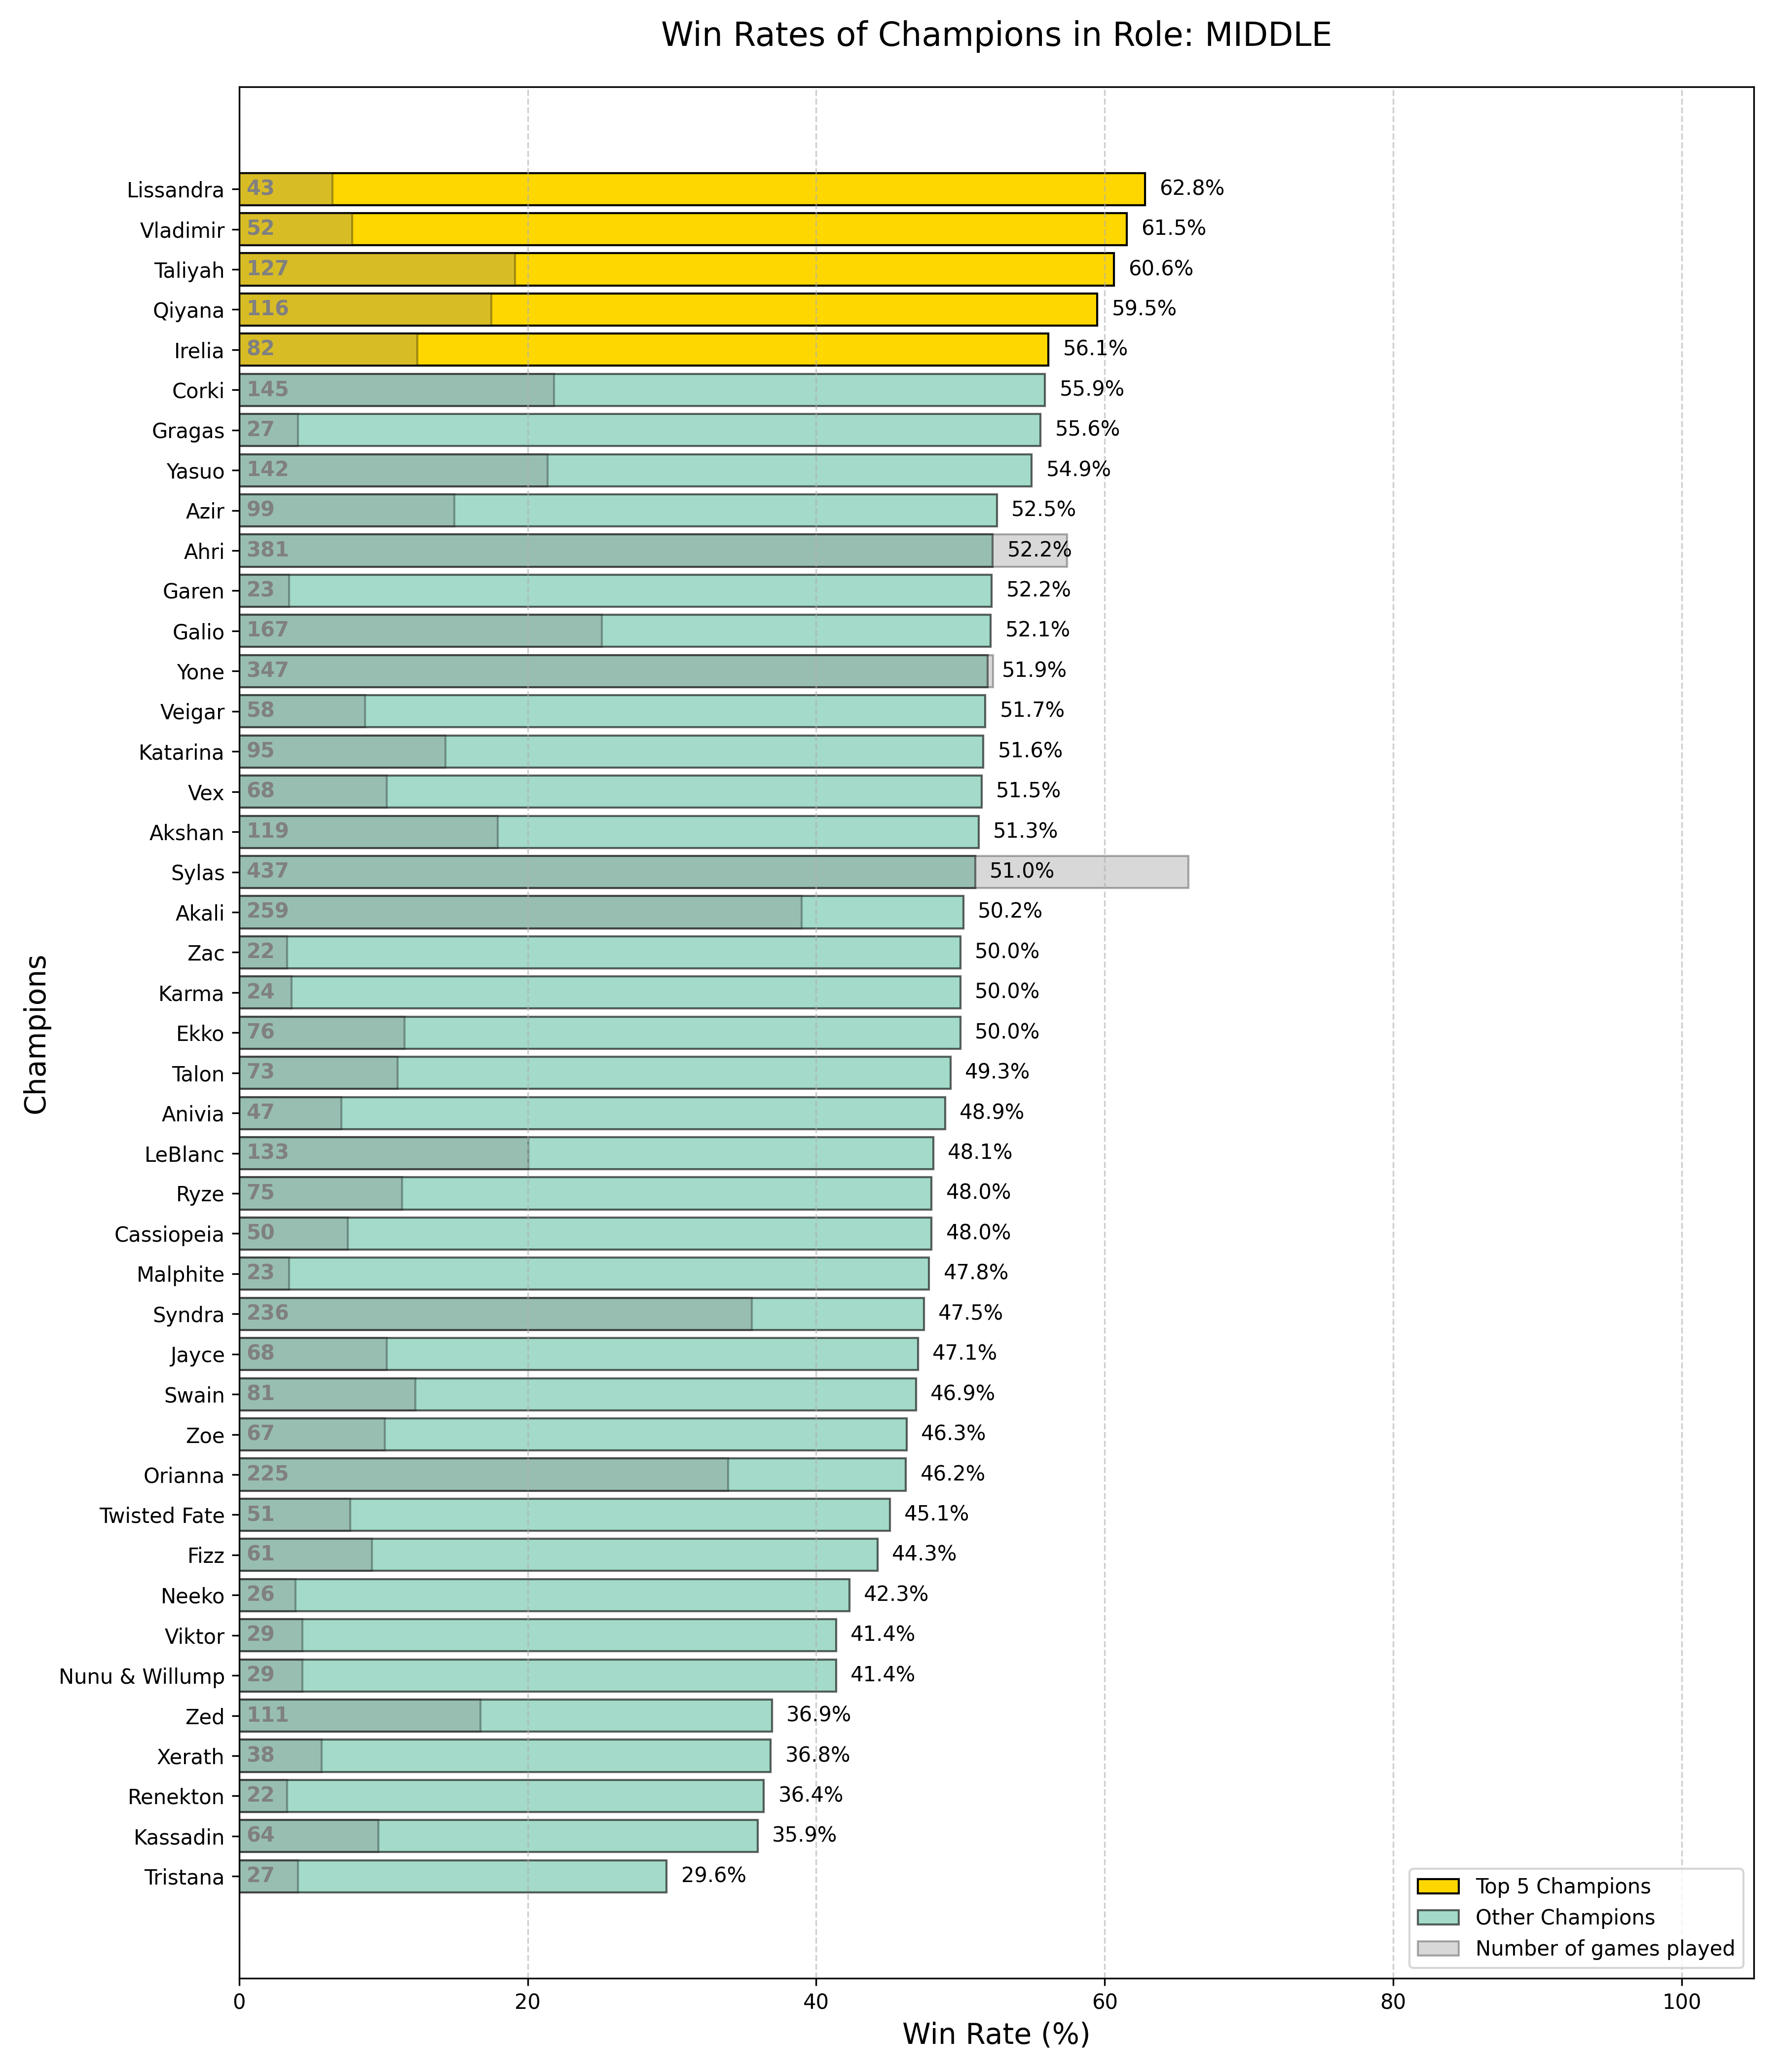 Win Rates of Champions in Role: MIDDLE
Lissandra 43 62.8%
Vladimir 52 61.5%
Taliyah 127 60.6%
Qiyana 116 59.5%
Irelia 82 56.1%
Corki 145 55.9%
Gragas 27 55.6%
Yasuo 142 54.9%
Azir 99 52.5%
Ahri 381 52.2%
Garen 23 52.2%
Galio 167 52.1%
Yone 347 51.9%
Veigar 58 51.7%
Katarina 95 51.6%
Vex 68 51.5%
Akshan 119 51.3%
Sylas 437 51.0%
Akali 259 50.2%
Zac 22 50.0%
Karma 24 50.0%
Ekko 76 50.0%
Talon 73 49.3%
Anivia 47 48.9%
LeBlanc 133 48.1%
Ryze 75 48.0%
Cassiopeia 50 48.0%
Malphite 23 47.8%
Syndra 236 47.5%
Jayce 68 47.1%
Swain 81 46.9%
Zoe 67 46.3%
Orianna 225 46.2%
Twisted Fate 51 45.1%
Fizz 61 44.3%
Neeko 26 42.3%
Viktor 29 41.4%
Nunu & Willump 29 41.4%
Zed 111 36.9%
Xerath 38 36.8%
Renekton 22 36.4%
Kassadin 64 35.9%
Tristana 27 29.6%
Champions
Top 5 Champions
Other Champions
Number of games played
0 20 40 60 80 100
Win Rate (%)